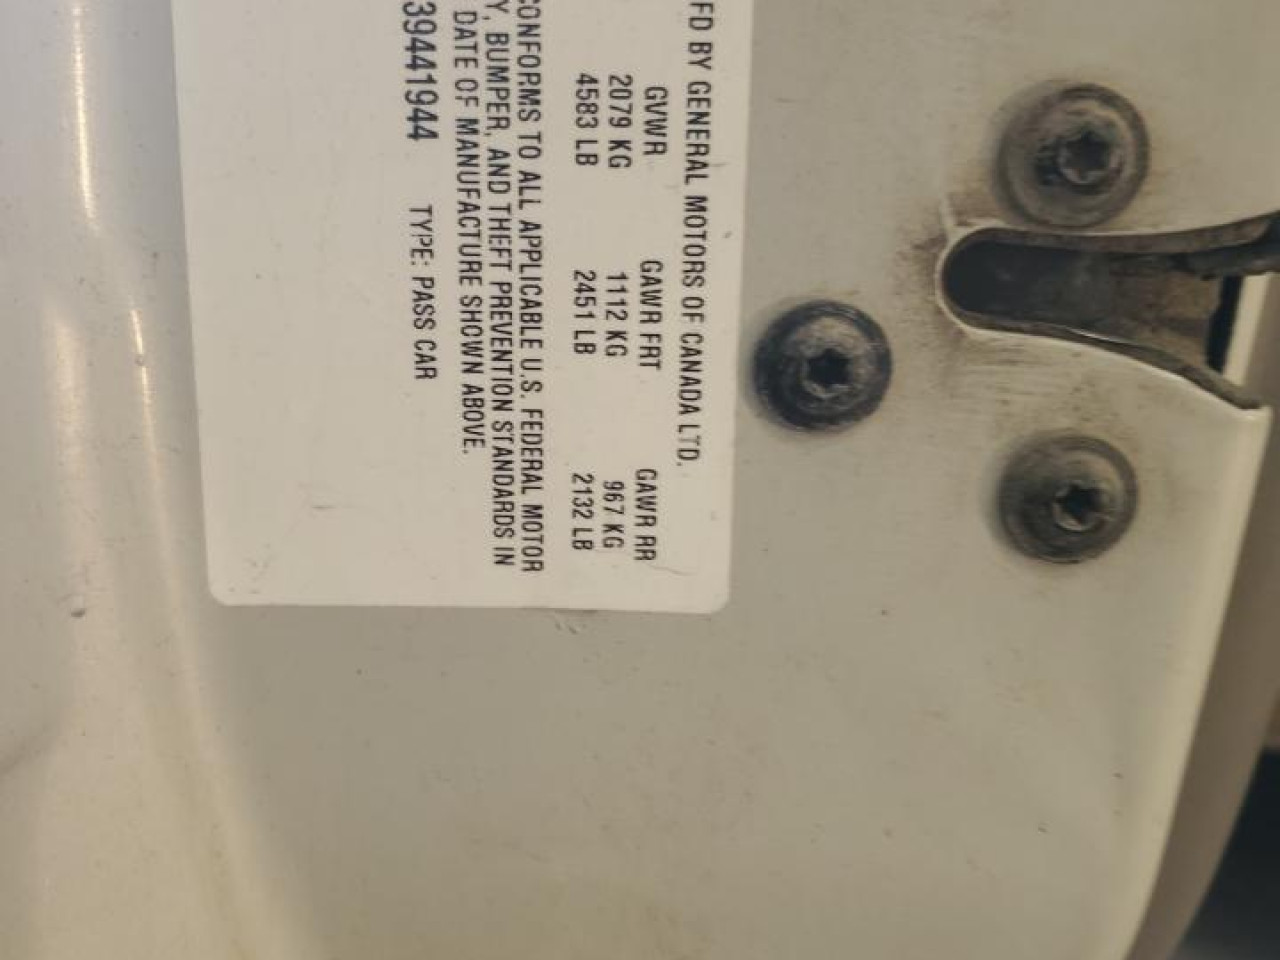 FD BY GENERAL MOTORS OF CANADA LTD.
GVWR GAWR FRT GAWR RR
2079 KG 1112 KG 967 KG
4583 LB 2451 LB 2132 LB
CONFORMS TO ALL APPLICABLE U.S. FEDERAL MOTOR
Y, BUMPER, AND THEFT PREVENTION STANDARDS IN
DATE OF MANUFACTURE SHOWN ABOVE.
39441944 TYPE: PASS CAR